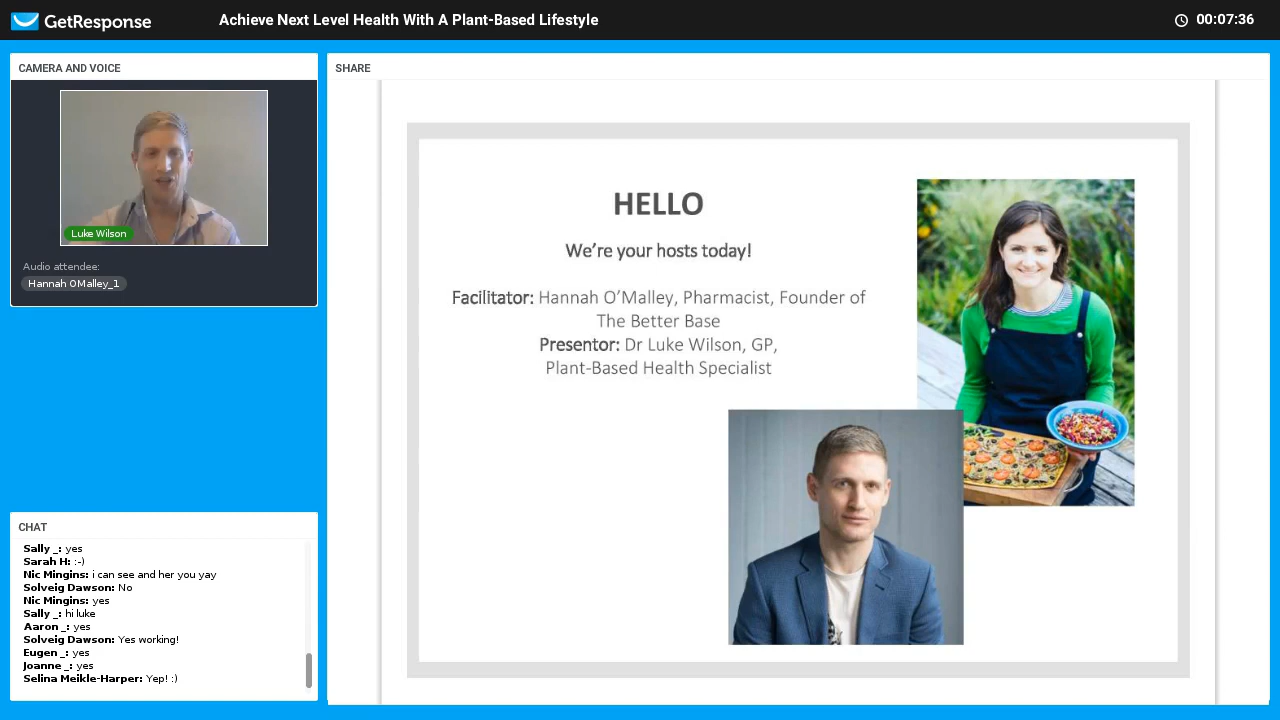 GetResponse
Achieve Next Level Health With A Plant-Based Lifestyle
00:07:36
CAMERA AND VOICE
Luke Wilson
Audio attendee:
Hannah OMalley_1
CHAT
Sally _: yes
Sarah H: :-)
Nic Mingins: i can see and her you yay
Solveig Dawson: No
Nic Mingins: yes
Sally _: hi luke
Aaron _: yes
Solveig Dawson: Yes working!
Eugen _: yes
Joanne _: yes
Selina Meikle-Harper: Yep! :)
SHARE
HELLO
We’re your hosts today!
Facilitator: Hannah O’Malley, Pharmacist, Founder of
The Better Base
Presentor: Dr Luke Wilson, GP,
Plant-Based Health Specialist